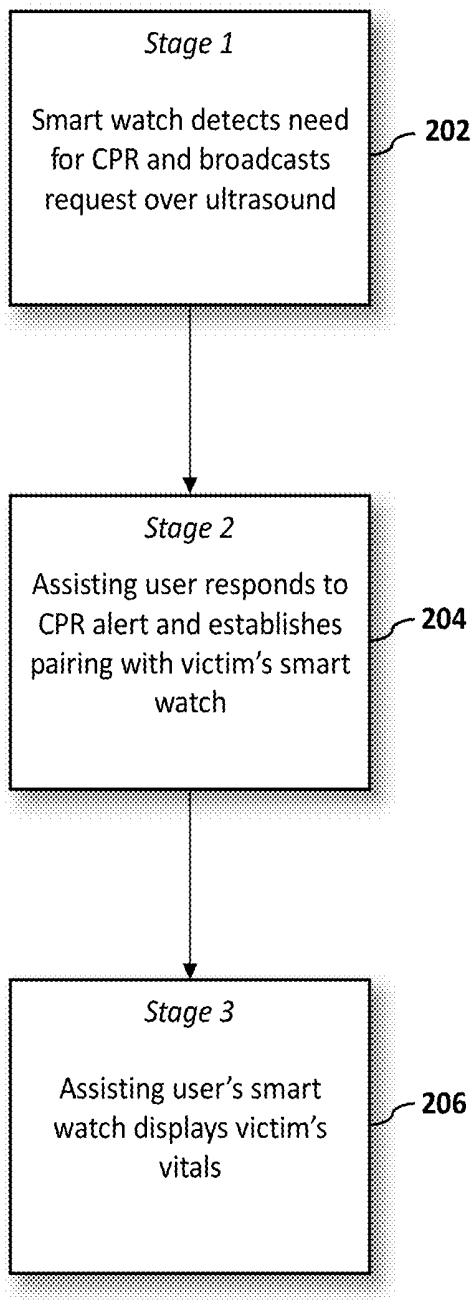 Stage 1
Smart watch detects need
for CPR and broadcasts
request over ultrasound
202
Stage 2
Assisting user responds to
CPR alert and establishes
pairing with victim's smart
watch
204
Stage 3
Assisting user's smart
watch displays victim's
vitals
206